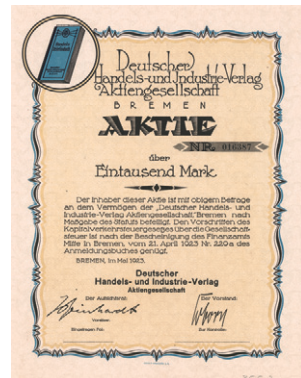 Deutscher
Handels-und Industrie-Verlag
Aktiengesellschaft
BREMEN
AKTIE
NR. 016587
über
Eintausend Mark.
Der Inhaber dieser Aktie ist mit obigem Betrage
an dem Vermögen der „Deutscher Handels- und
Industrie-Verlag Aktiengesellschaft", Bremen nach
Maßgabe des Statuts beteiligt. Den Vorschriften des
Kapitalverkehrsteuergesetzes über die Gesellschaft-
steuer ist nach der Bescheinigung des Finanzamts
Mitte in Bremen, vom 21. April 1923 Nr. 220a des
Anmeldungsbuches genügt.
BREMEN, im Mai 1923.
Deutscher
Handels- und Industrie-Verlag
Aktiengesellschaft
Der Aufsichtsrat. Der Vorstand.